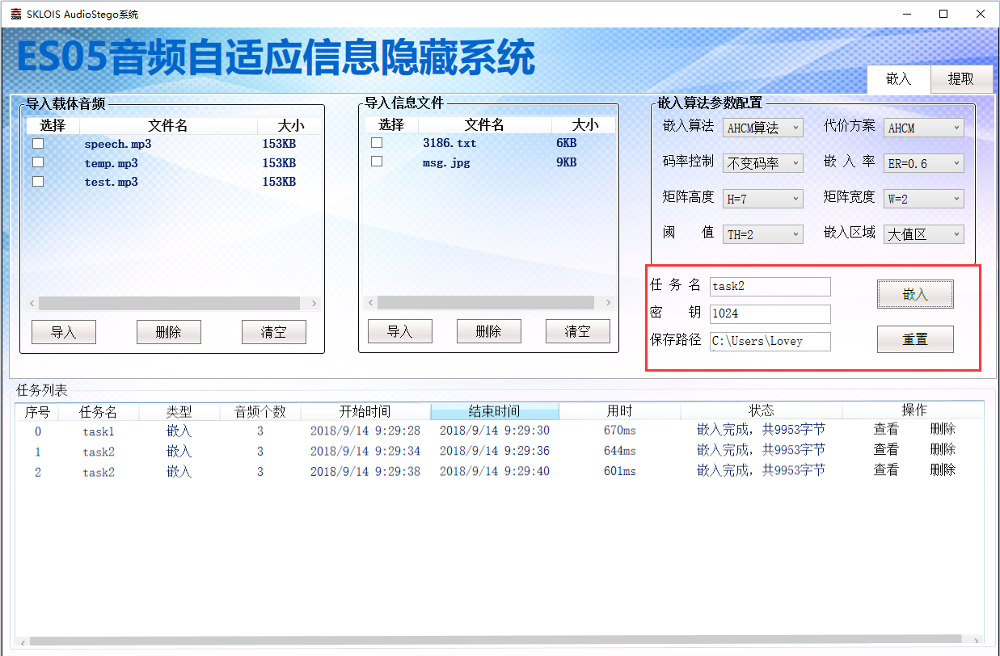 SKLOIS AudioStego系统
ES05音频自适应信息隐藏系统
嵌入 提取
导入载体音频
选择 文件名 大小
speech.mp3 153KB
temp.mp3 153KB
test.mp3 153KB
导入 删除 清空
导入信息文件
选择 文件名 大小
3186.txt 6KB
msg.jpg 9KB
导入 删除 清空
嵌入算法参数配置
嵌入算法 AHCM算法 代价方案 AHCM
码率控制 不变码率 嵌 入 率 ER=0.6
矩阵高度 H=7 矩阵宽度 W=2
阈 值 TH=2 嵌入区域 大值区
任 务 名 task2 嵌入
密 钥 1024
保存路径 C:\Users\Lovey 重置
任务列表
序号 任务名 类型 音频个数 开始时间 结束时间 用时 状态 操作
0 task1 嵌入 3 2018/9/14 9:29:28 2018/9/14 9:29:30 670ms 嵌入完成，共9953字节 查看 删除
1 task2 嵌入 3 2018/9/14 9:29:34 2018/9/14 9:29:36 644ms 嵌入完成，共9953字节 查看 删除
2 task2 嵌入 3 2018/9/14 9:29:38 2018/9/14 9:29:40 601ms 嵌入完成，共9953字节 查看 删除